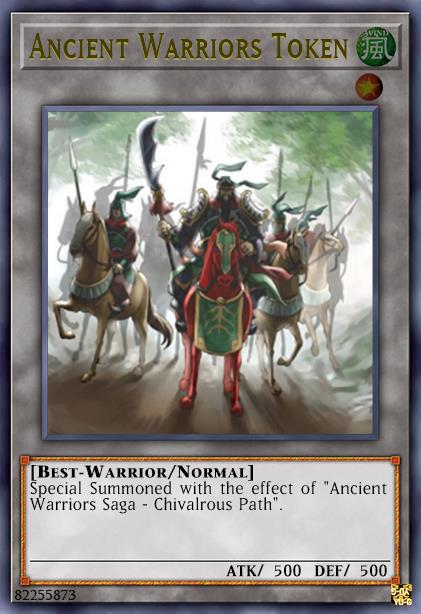 ANCIENT WARRIORS TOKEN
WIND
風
[BEST-WARRIOR/NORMAL]
Special Summoned with the effect of "Ancient
Warriors Saga - Chivalrous Path".
ATK/ 500 DEF/ 500
82255873